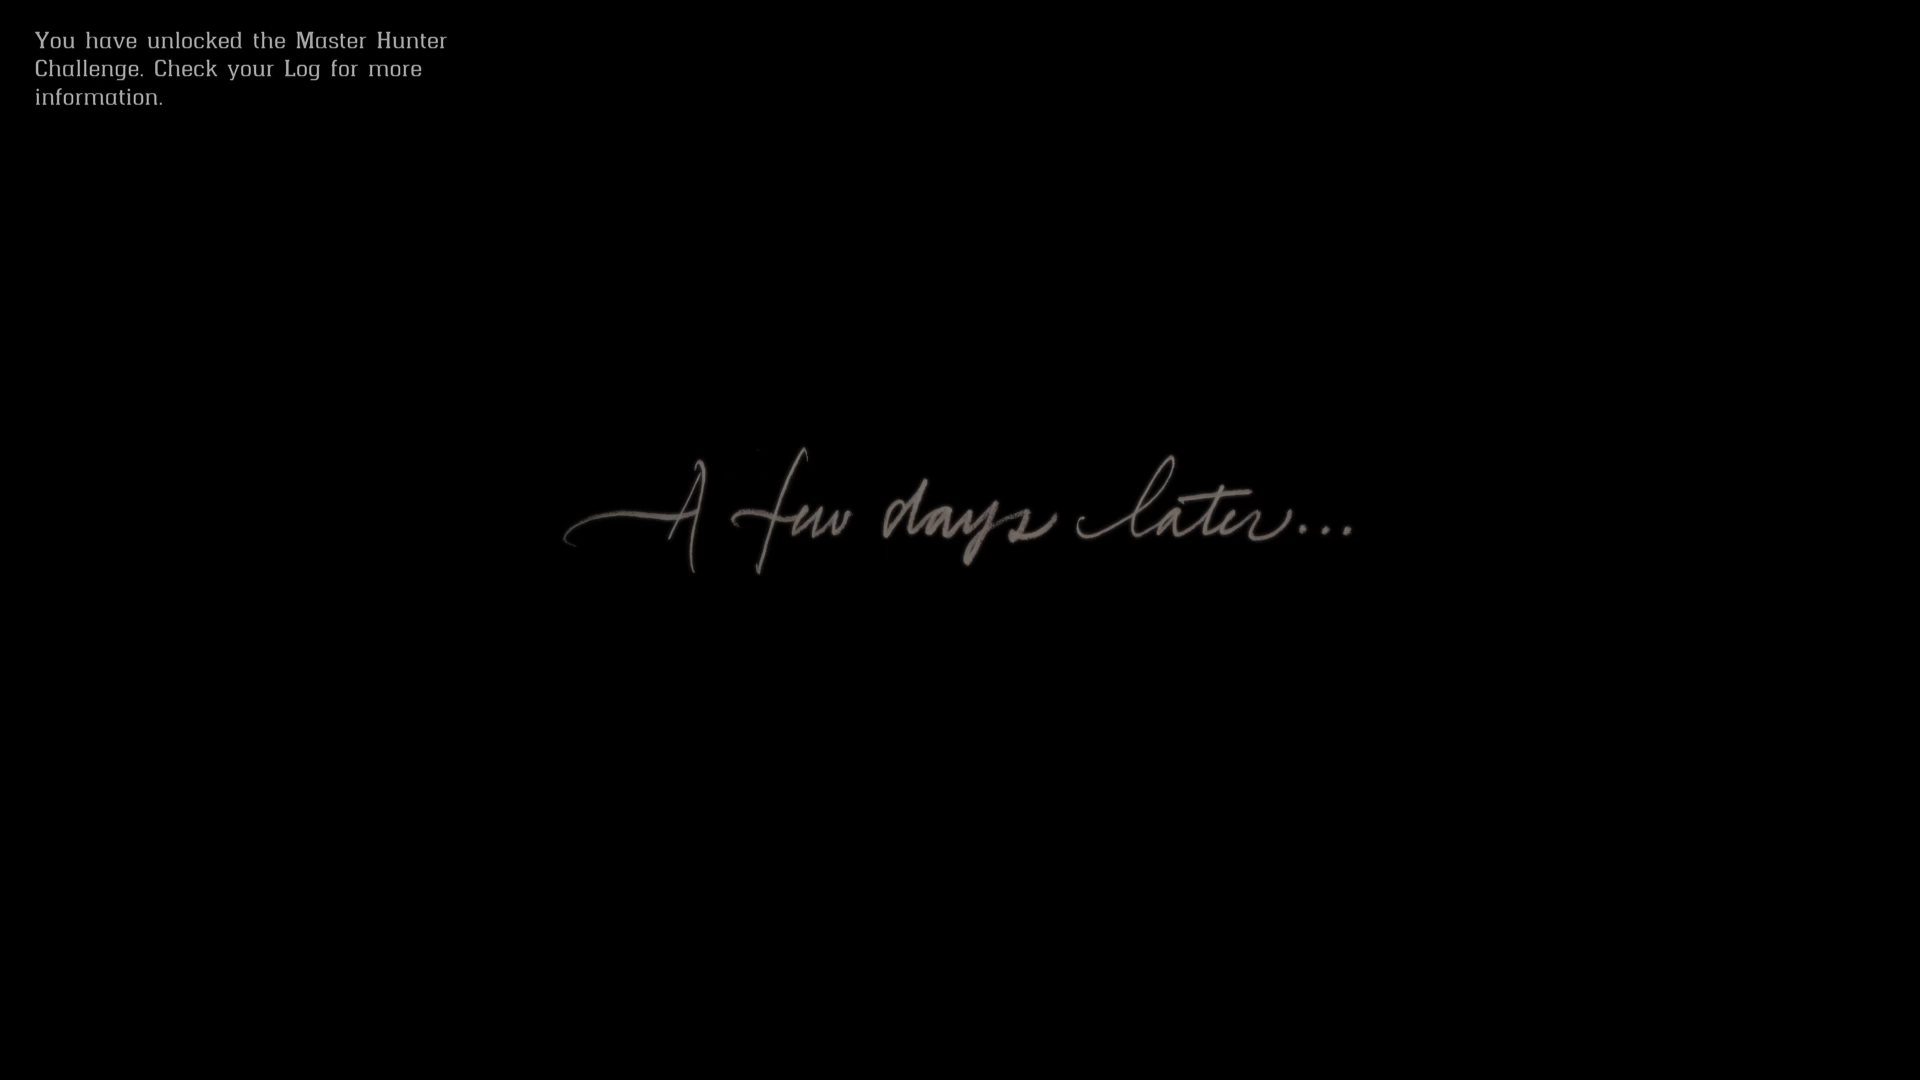 You have unlocked the Master Hunter
Challenge. Check your Log for more
information.
A few days later...